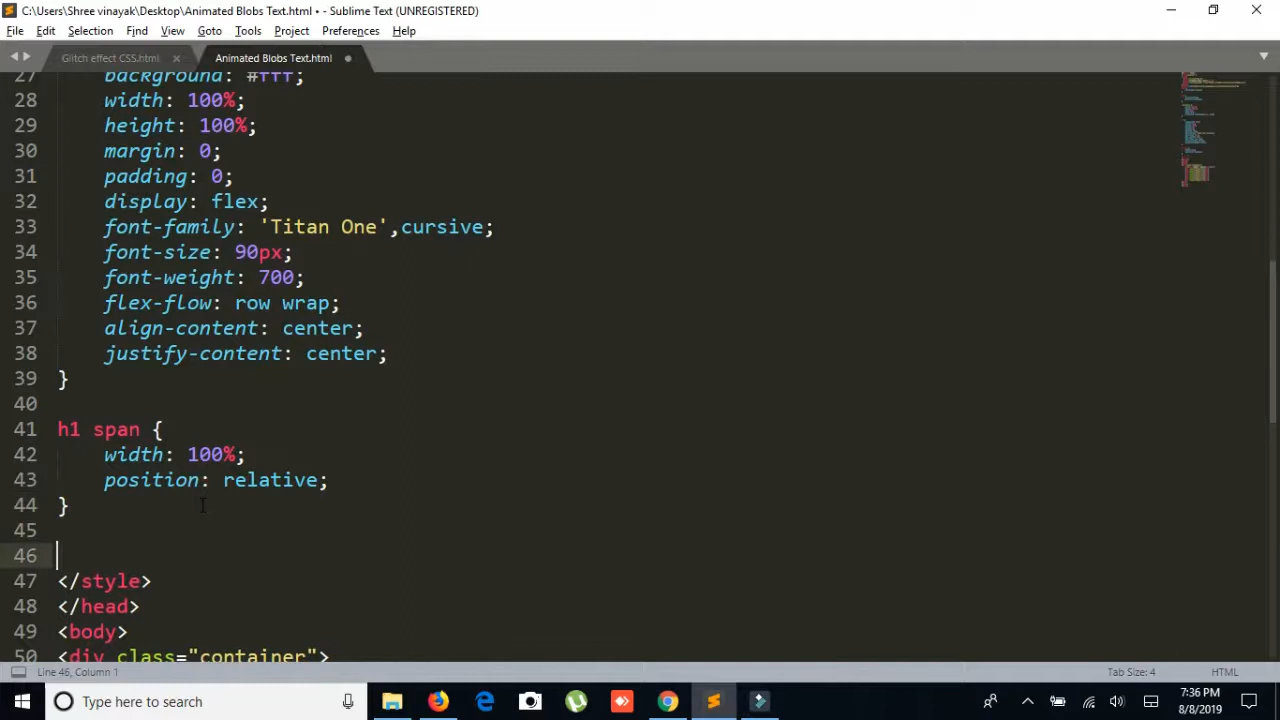 C:\Users\Shree vinayak\Desktop\Animated Blobs Text.html • - Sublime Text (UNREGISTERED)
File Edit Selection Find View Goto Tools Project Preferences Help
Glitch effect CSS.html Animated Blobs Text.html
27 background: #fff;
28 width: 100%;
29 height: 100%;
30 margin: 0;
31 padding: 0;
32 display: flex;
33 font-family: 'Titan One',cursive;
34 font-size: 90px;
35 font-weight: 700;
36 flex-flow: row wrap;
37 align-content: center;
38 justify-content: center;
39 }
40
41 h1 span {
42 width: 100%;
43 position: relative;
44 }
45
46
47 </style>
48 </head>
49 <body>
50 <div class="container">
Line 46, Column 1 Tab Size: 4 HTML
Type here to search
7:36 PM
8/8/2019